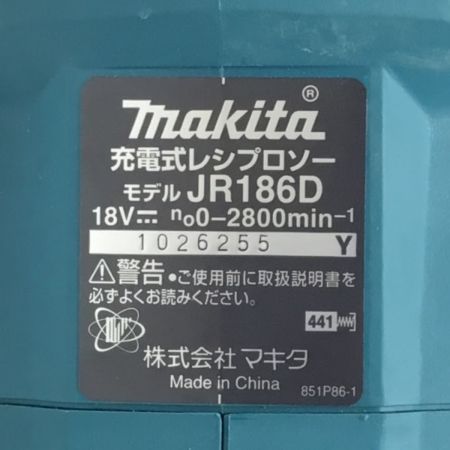 makita®
充電式レシプロソー
モデル JR186D
18V⎓ n₀0-2800min⁻¹
1026255 Y
⚠警告・ご使用前に取扱説明書を
必ずよくお読みください。
441
株式会社 マキタ
Made in China
851P86-1